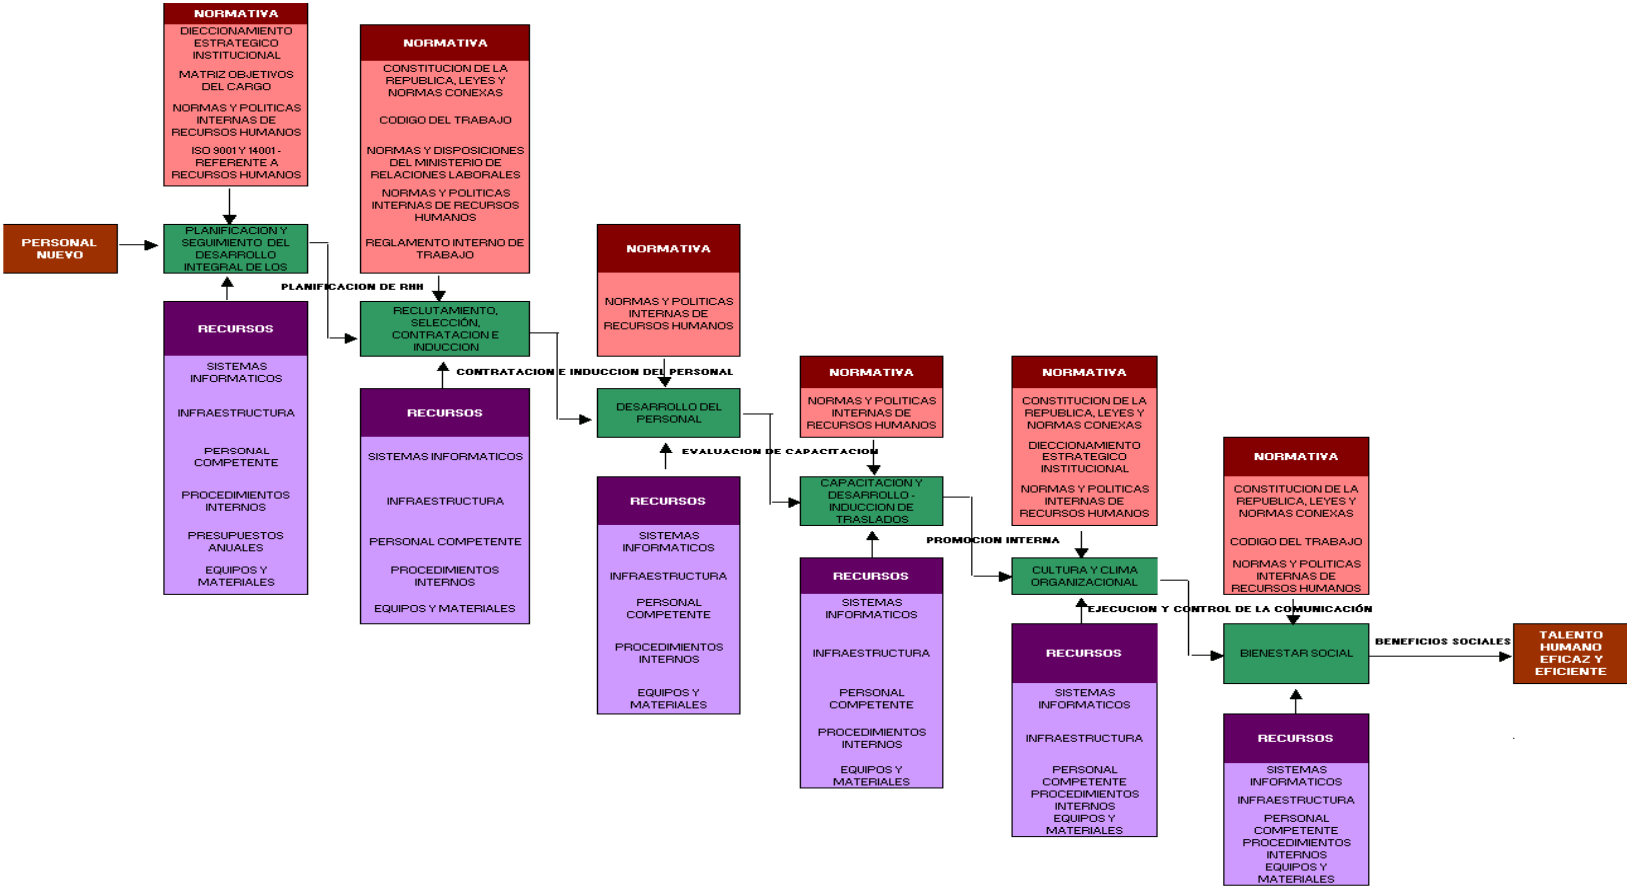 NORMATIVA
DIECCIONAMIENTO
ESTRATEGICO
INSTITUCIONAL
MATRIZ OBJETIVOS
DEL CARGO
NORMAS Y POLITICAS
INTERNAS DE
RECURSOS HUMANOS
ISO 9001 Y 14001 -
REFERENTE A
RECURSOS HUMANOS
PERSONAL
NUEVO
PLANIFICACION Y
SEGUIMIENTO DEL
DESARROLLO
INTEGRAL DE LOS
PLANIFICACION DE RHH
RECURSOS
SISTEMAS
INFORMATICOS
INFRAESTRUCTURA
PERSONAL
COMPETENTE
PROCEDIMIENTOS
INTERNOS
PRESUPUESTOS
ANUALES
EQUIPOS Y
MATERIALES
NORMATIVA
CONSTITUCION DE LA
REPUBLICA, LEYES Y
NORMAS CONEXAS
CODIGO DEL TRABAJO
NORMAS Y DISPOSICIONES
DEL MINISTERIO DE
RELACIONES LABORALES
NORMAS Y POLITICAS
INTERNAS DE RECURSOS
HUMANOS
REGLAMENTO INTERNO DE
TRABAJO
RECLUTAMIENTO,
SELECCIÓN,
CONTRATACION E
INDUCCION
CONTRATACION E INDUCCION DEL PERSONAL
RECURSOS
SISTEMAS INFORMATICOS
INFRAESTRUCTURA
PERSONAL COMPETENTE
PROCEDIMIENTOS
INTERNOS
EQUIPOS Y MATERIALES
NORMATIVA
NORMAS Y POLITICAS
INTERNAS DE
RECURSOS HUMANOS
DESARROLLO DEL
PERSONAL
EVALUACION DE CAPACITACION
RECURSOS
SISTEMAS
INFORMATICOS
INFRAESTRUCTURA
PERSONAL
COMPETENTE
PROCEDIMIENTOS
INTERNOS
EQUIPOS Y
MATERIALES
NORMATIVA
NORMAS Y POLITICAS
INTERNAS DE
RECURSOS HUMANOS
CAPACITACION Y
DESARROLLO -
INDUCCION DE
TRASLADOS
PROMOCION INTERNA
RECURSOS
SISTEMAS
INFORMATICOS
INFRAESTRUCTURA
PERSONAL
COMPETENTE
PROCEDIMIENTOS
INTERNOS
EQUIPOS Y
MATERIALES
NORMATIVA
CONSTITUCION DE LA
REPUBLICA, LEYES Y
NORMAS CONEXAS
DIECCIONAMIENTO
ESTRATEGICO
INSTITUCIONAL
NORMAS Y POLITICAS
INTERNAS DE
RECURSOS HUMANOS
CULTURA Y CLIMA
ORGANIZACIONAL
EJECUCION Y CONTROL DE LA COMUNICACIÓN
RECURSOS
SISTEMAS
INFORMATICOS
INFRAESTRUCTURA
PERSONAL
COMPETENTE
PROCEDIMIENTOS
INTERNOS
EQUIPOS Y
MATERIALES
NORMATIVA
CONSTITUCION DE LA
REPUBLICA, LEYES Y
NORMAS CONEXAS
CODIGO DEL TRABAJO
NORMAS Y POLITICAS
INTERNAS DE
RECURSOS HUMANOS
BIENESTAR SOCIAL
BENEFICIOS SOCIALES
RECURSOS
SISTEMAS
INFORMATICOS
INFRAESTRUCTURA
PERSONAL
COMPETENTE
PROCEDIMIENTOS
INTERNOS
EQUIPOS Y
MATERIALES
TALENTO
HUMANO
EFICAZ Y
EFICIENTE